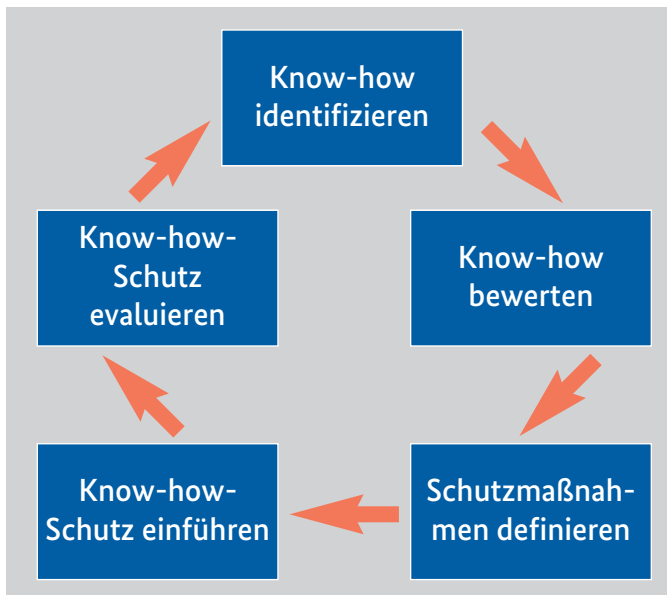 Know-how
identifizieren
Know-how
bewerten
Schutzmaßnah-
men definieren
Know-how-
Schutz einführen
Know-how-
Schutz
evaluieren